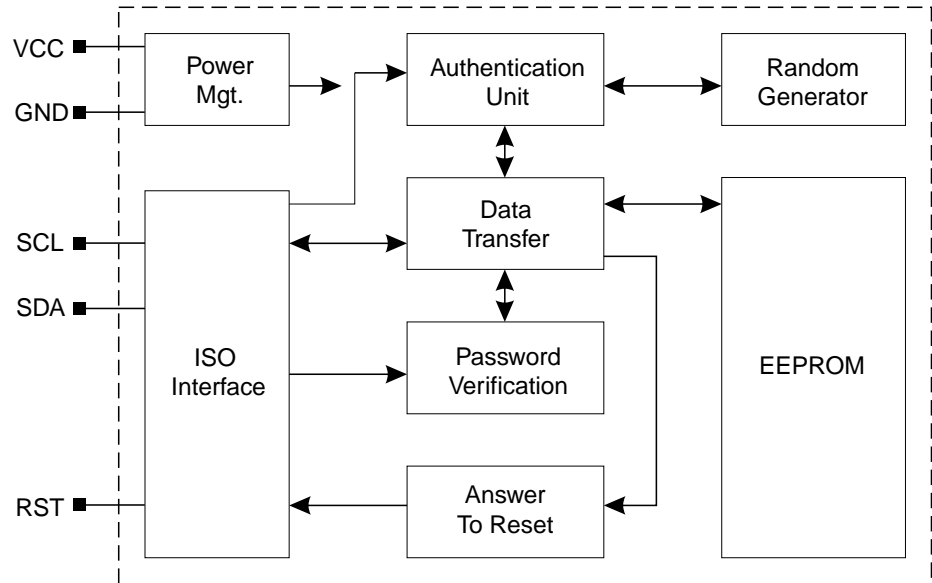 VCC
GND
Power
Mgt.
Authentication
Unit
Random
Generator
SCL
SDA
RST
ISO
Interface
Data
Transfer
Password
Verification
Answer
To Reset
EEPROM